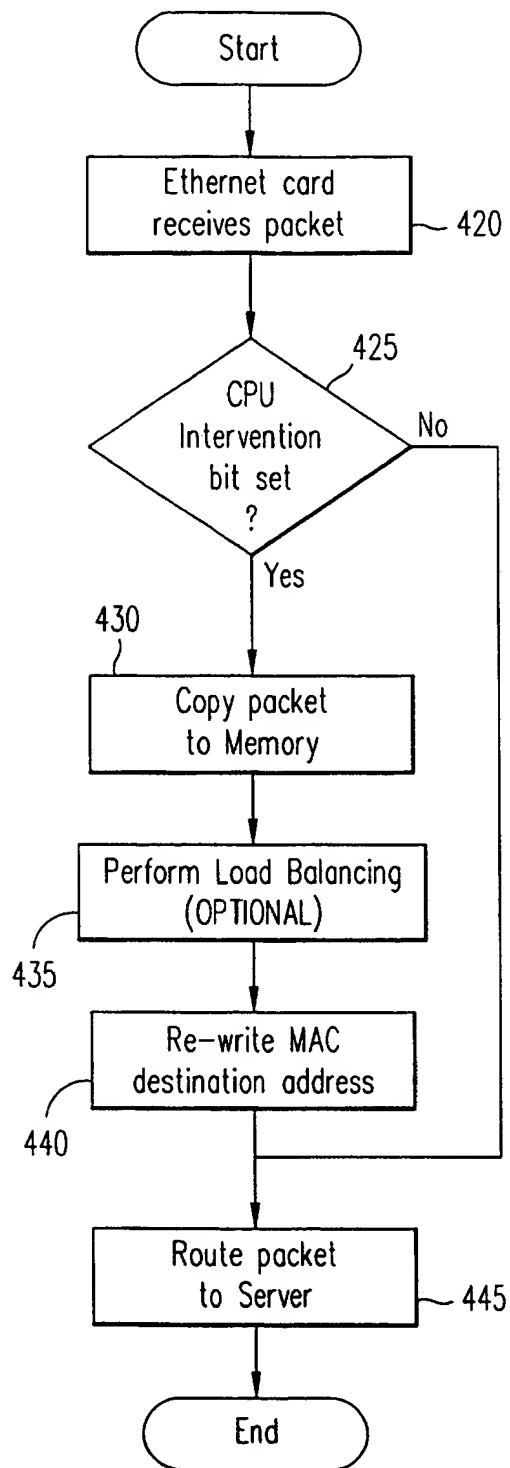 Start
Ethernet card
receives packet
420
425
CPU
Intervention
bit set
?
No
Yes
430
Copy packet
to Memory
Perform Load Balancing
(OPTIONAL)
435
Re-write MAC
destination address
440
Route packet
to Server
445
End